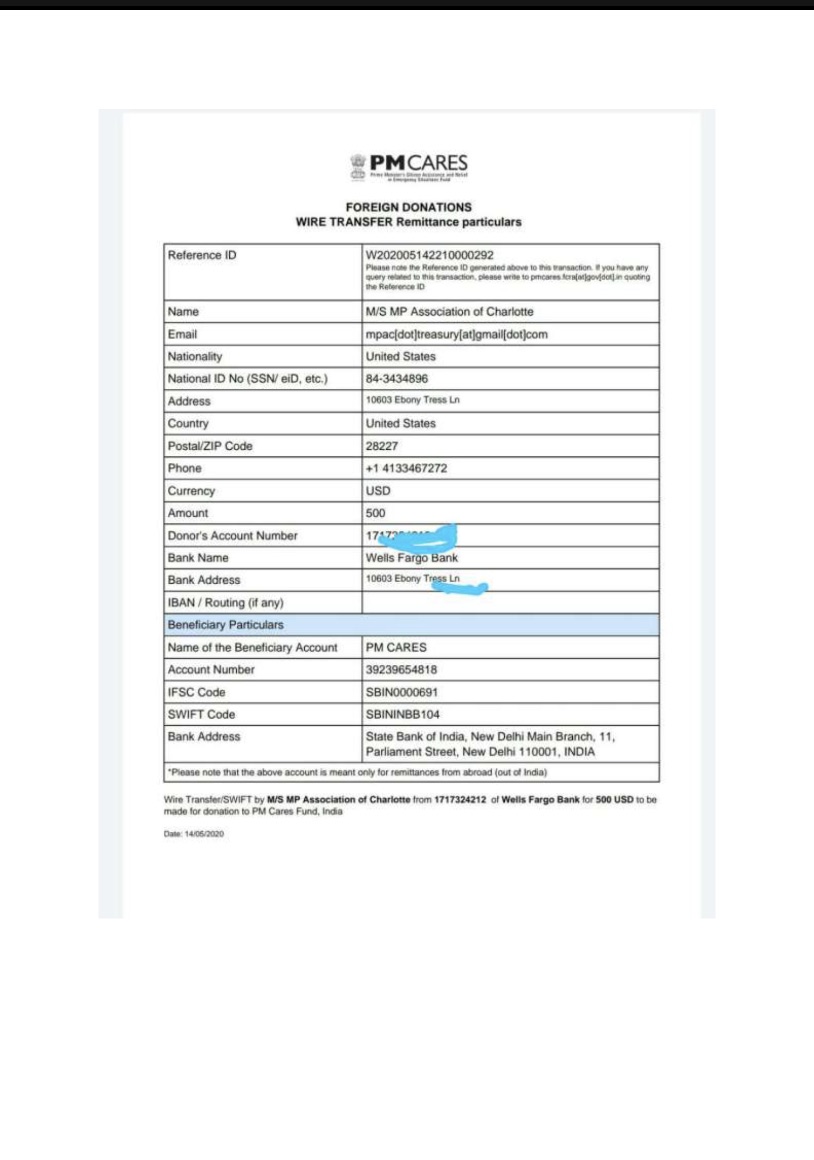 PM CARES
Prime Minister's Citizen Assistance and Relief
in Emergency Situations Fund
FOREIGN DONATIONS
WIRE TRANSFER Remittance particulars
Reference ID W202005142210000292
Please note the Reference ID generated above to this transaction. If you have any
query related to this transaction, please write to pmcares.fcra[at]gov[dot].in quoting
the Reference ID
Name M/S MP Association of Charlotte
Email mpac[dot]treasury[at]gmail[dot]com
Nationality United States
National ID No (SSN/ eiD, etc.) 84-3434896
Address 10603 Ebony Tress Ln
Country United States
Postal/ZIP Code 28227
Phone +1 4133467272
Currency USD
Amount 500
Donor's Account Number
Bank Name Wells Fargo Bank
Bank Address 10603 Ebony Tress Ln
IBAN / Routing (if any)
Beneficiary Particulars
Name of the Beneficiary Account PM CARES
Account Number 39239654818
IFSC Code SBIN0000691
SWIFT Code SBININBB104
Bank Address State Bank of India, New Delhi Main Branch, 11,
Parliament Street, New Delhi 110001, INDIA
*Please note that the above account is meant only for remittances from abroad (out of India)
Wire Transfer/SWIFT by M/S MP Association of Charlotte from 1717324212 of Wells Fargo Bank for 500 USD to be
made for donation to PM Cares Fund, India
Date: 14/05/2020